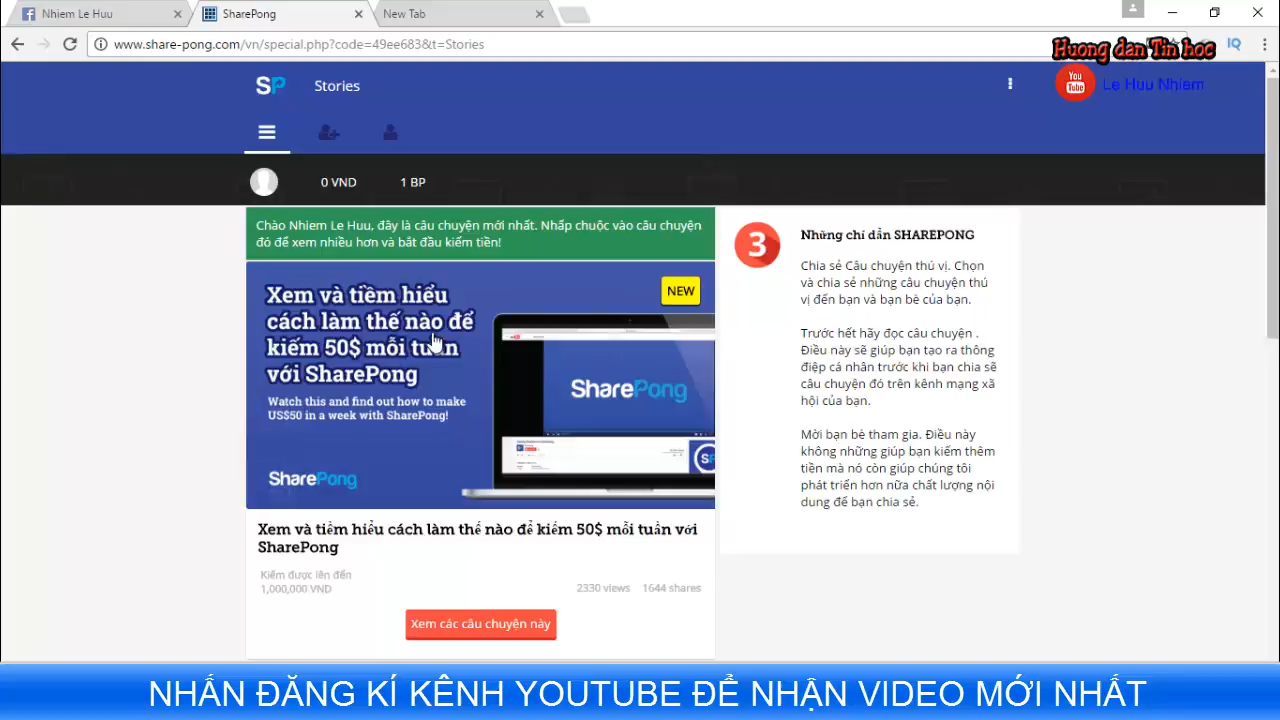 Nhiem Le Huu
SharePong
New Tab
www.share-pong.com/vn/special.php?code=49ee683&t=Stories
Huong dan Tin hoc
You
Tube
Le Huu Nhiem
SP
Stories
0 VND
1 BP
Chào Nhiem Le Huu, đây là câu chuyện mới nhất. Nhấp chuộc vào câu chuyện
đó để xem nhiều hơn và bắt đầu kiếm tiền!
Xem và tiềm hiểu
cách làm thế nào để
kiếm 50$ mỗi tuần
với SharePong
NEW
Watch this and find out how to make
US$50 in a week with SharePong!
SharePong
SharePong
SP
Xem và tiềm hiểu cách làm thế nào để kiếm 50$ mỗi tuần với
SharePong
Kiếm được lên đến
1,000,000 VND
2330 views
1644 shares
Xem các câu chuyện này
3
Những chỉ dẫn SHAREPONG
Chia sẻ Câu chuyện thú vị. Chọn
và chia sẻ những câu chuyện thú
vị đến bạn và bạn bè của bạn.
Trước hết hãy đọc câu chuyện .
Điều này sẽ giúp bạn tạo ra thông
điệp cá nhân trước khi bạn chia sẻ
câu chuyện đó trên kênh mạng xã
hội của bạn.
Mời bạn bè tham gia. Điều này
không những giúp bạn kiếm thêm
tiền mà nó còn giúp chúng tôi
phát triển hơn nữa chất lượng nội
dung để bạn chia sẻ.
NHẤN ĐĂNG KÍ KÊNH YOUTUBE ĐỂ NHẬN VIDEO MỚI NHẤT